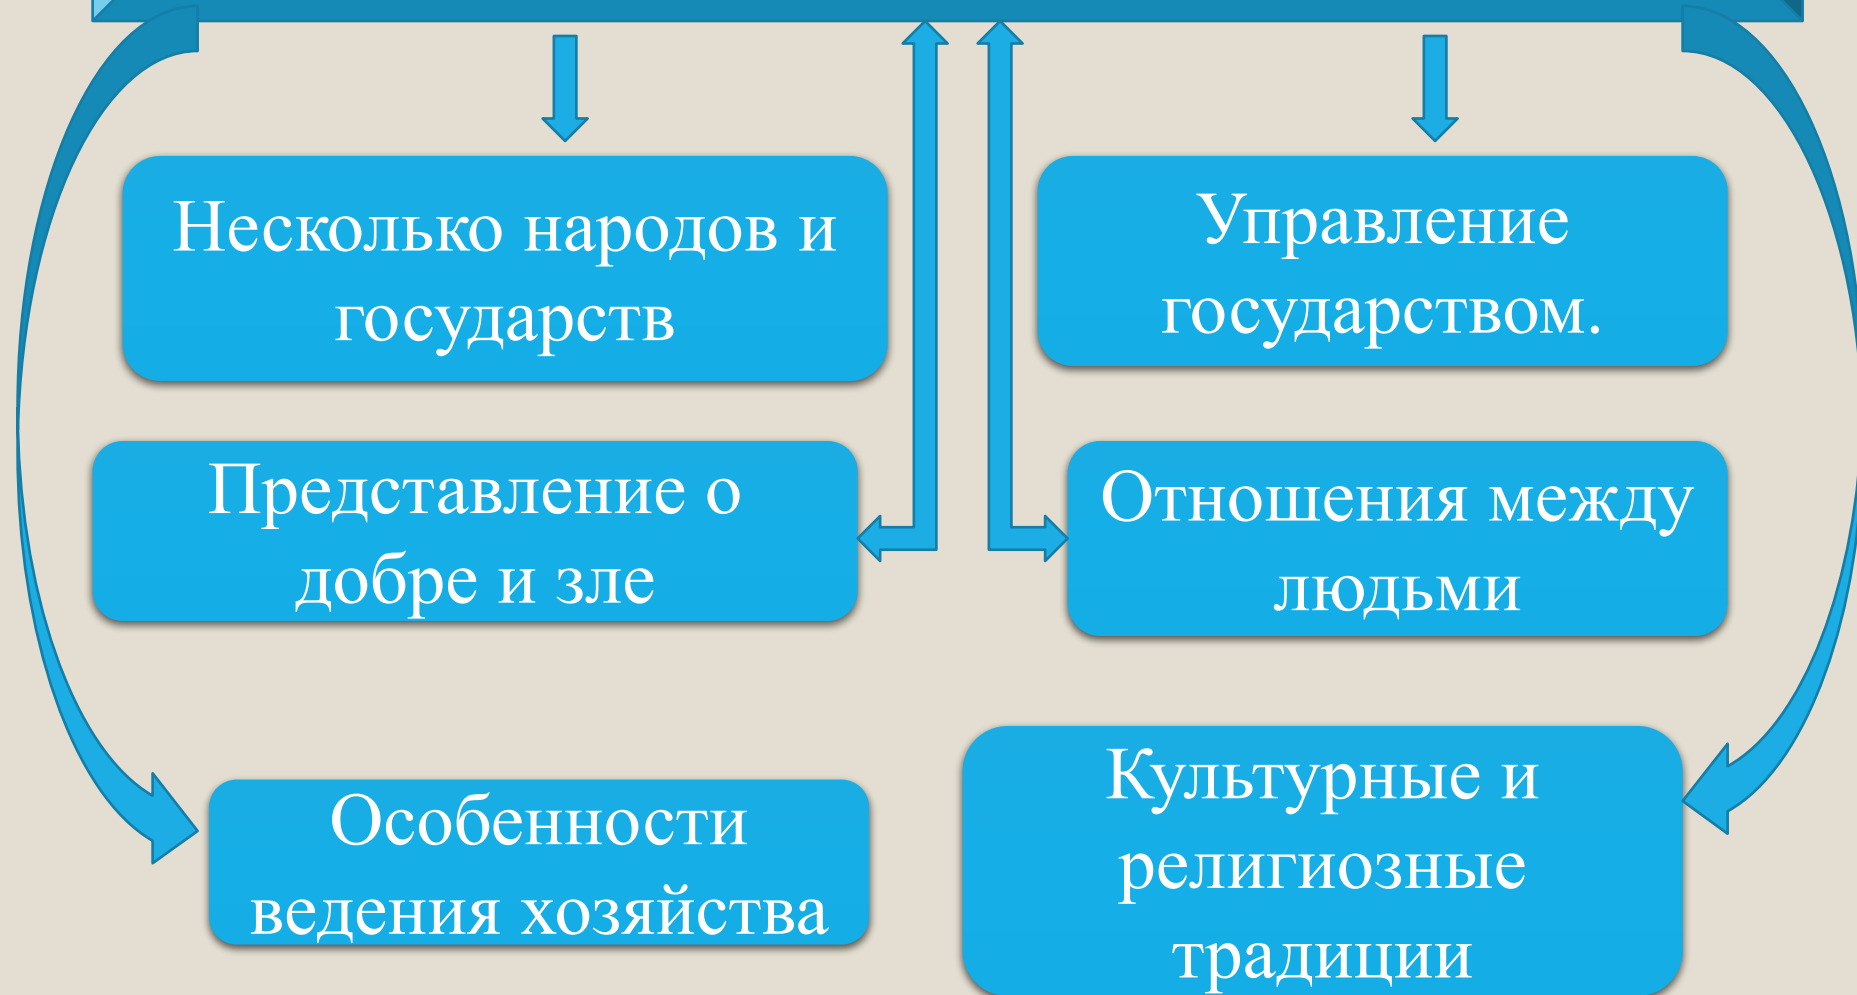 Несколько народов и
государств
Управление
государством.
Представление о
добре и зле
Отношения между
людьми
Особенности
ведения хозяйства
Культурные и
религиозные
традиции